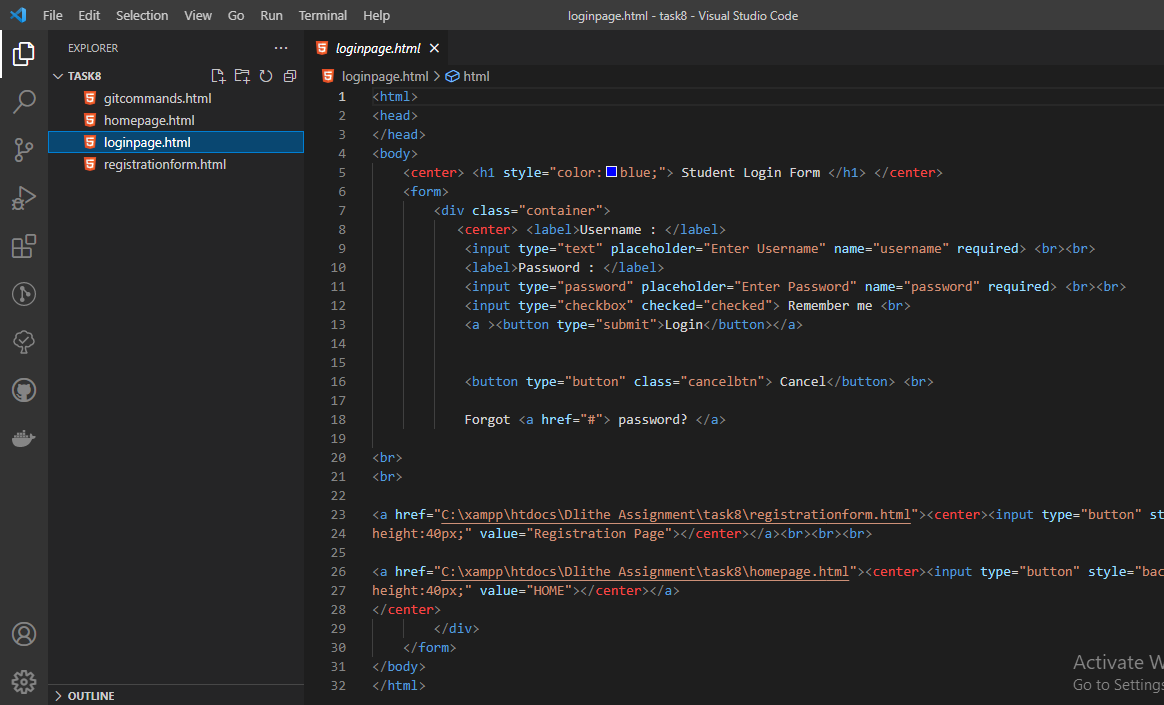 File Edit Selection View Go Run Terminal Help loginpage.html - task8 - Visual Studio Code
EXPLORER
TASK8
gitcommands.html
homepage.html
loginpage.html
registrationform.html
OUTLINE
loginpage.html
loginpage.html > html
1 <html>
2 <head>
3 </head>
4 <body>
5 <center> <h1 style="color:blue;"> Student Login Form </h1> </center>
6 <form>
7 <div class="container">
8 <center> <label>Username : </label>
9 <input type="text" placeholder="Enter Username" name="username" required> <br><br>
10 <label>Password : </label>
11 <input type="password" placeholder="Enter Password" name="password" required> <br><br>
12 <input type="checkbox" checked="checked"> Remember me <br>
13 <a ><button type="submit">Login</button></a>
14
15
16 <button type="button" class="cancelbtn"> Cancel</button> <br>
17
18 Forgot <a href="#"> password? </a>
19
20 <br>
21 <br>
22
23 <a href="C:\xampp\htdocs\Dlithe Assignment\task8\registrationform.html"><center><input type="button" st
24 height:40px;" value="Registration Page"></center></a><br><br><br>
25
26 <a href="C:\xampp\htdocs\Dlithe Assignment\task8\homepage.html"><center><input type="button" style="bac
27 height:40px;" value="HOME"></center></a>
28 </center>
29 </div>
30 </form>
31 </body>
32 </html>
Activate W
Go to Settings